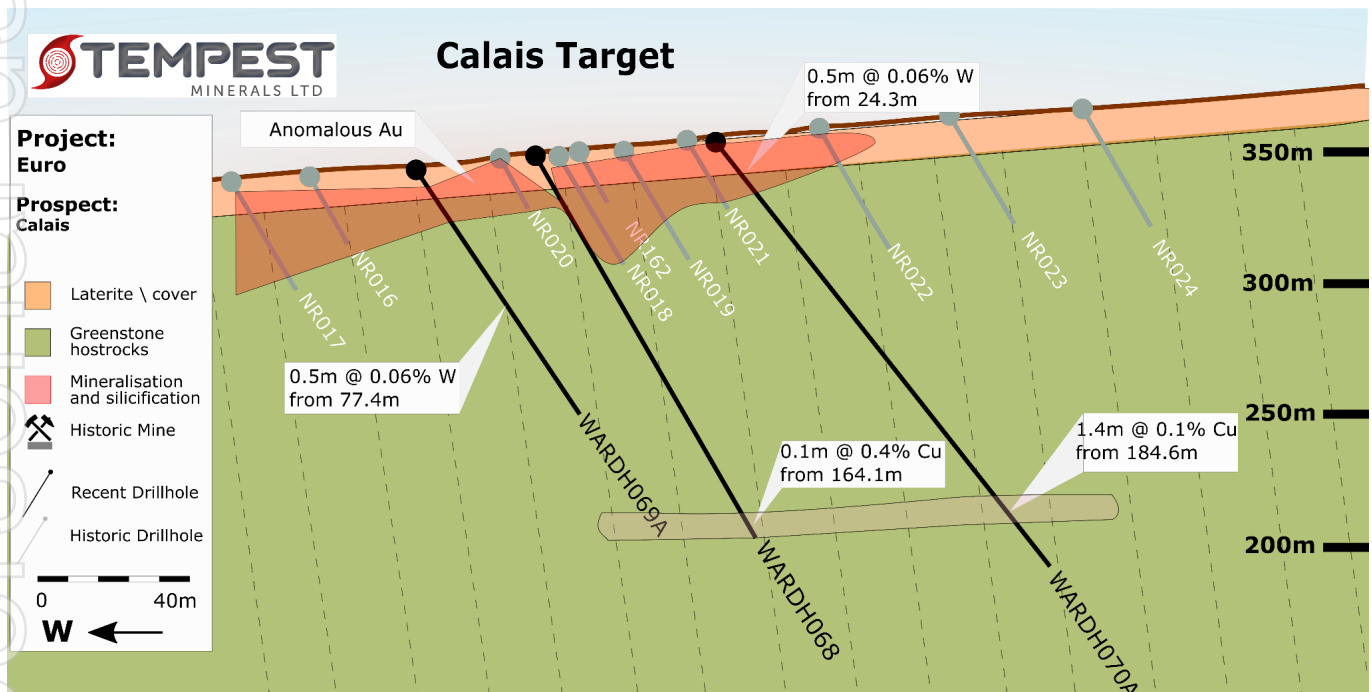 TEMPEST
MINERALS LTD
Calais Target
0.5m @ 0.06% W
from 24.3m
Anomalous Au
Project:
Euro
Prospect:
Calais
Laterite \ cover
Greenstone
hostrocks
Mineralisation
and silicification
Historic Mine
Recent Drillhole
Historic Drillhole
0 40m
W
350m
300m
250m
200m
NR017
NR016
NR020
NR162
NR018
NR019
NR021
NR022
NR023
NR024
0.5m @ 0.06% W
from 77.4m
0.1m @ 0.4% Cu
from 164.1m
1.4m @ 0.1% Cu
from 184.6m
WARDH069A
WARDH068
WARDH070A